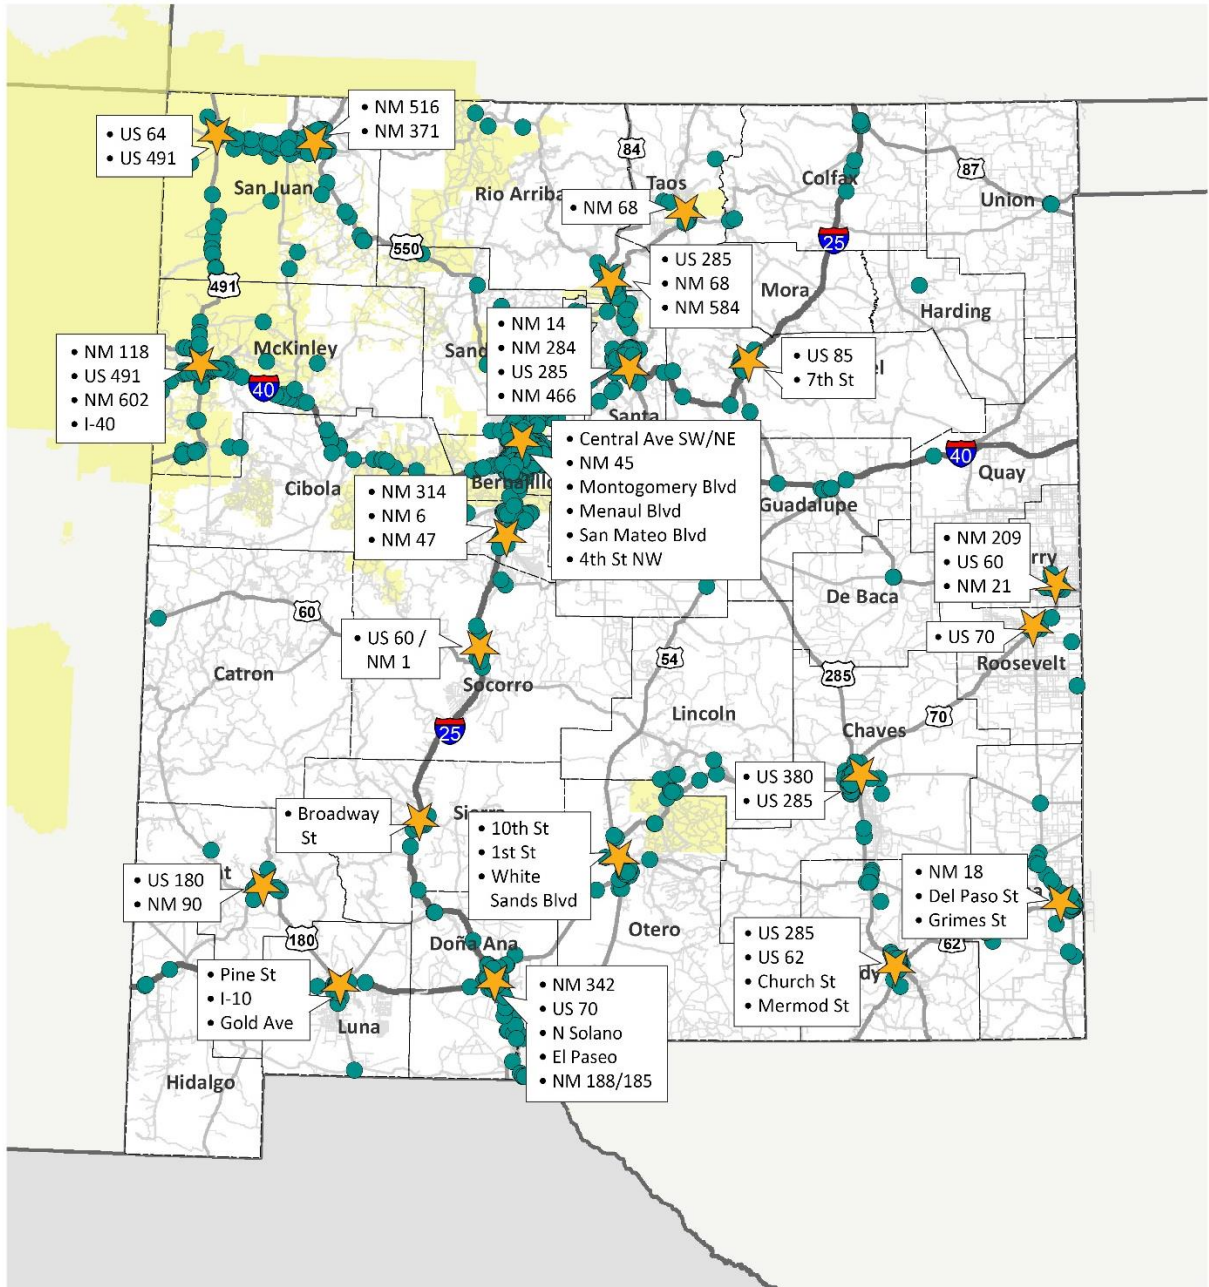 • NM 516
• NM 371
• US 64
• US 491
San Juan
Rio Arriba
84
Taos
Colfax
87
Union
• NM 68
25
550
• US 285
• NM 68
• NM 584
Mora
491
Harding
• NM 14
• NM 284
• US 285
• NM 466
McKinley
Sand
• NM 118
• US 491
• NM 602
• I-40
40
• US 85
• 7th St
el
Santa
• Central Ave SW/NE
• NM 45
• Montogomery Blvd
• Menaul Blvd
• San Mateo Blvd
• 4th St NW
40
Quay
Cibola
Bernalillo
• NM 314
• NM 6
• NM 47
Guadalupe
• NM 209
• US 60
• NM 21
rry
De Baca
60
• US 60 /
NM 1
• US 70
Roosevelt
Catron
54
285
Socorro
Lincoln
70
25
Chaves
• US 380
• US 285
• Broadway
St
Sierra
• 10th St
• 1st St
• White
Sands Blvd
• US 180
• NM 90
nt
• NM 18
• Del Paso St
• Grimes St
a
180
Doña Ana
Otero
• US 285
• US 62
• Church St
• Mermod St
62
dy
• Pine St
• I-10
• Gold Ave
Luna
• NM 342
• US 70
• N Solano
• El Paseo
• NM 188/185
Hidalgo